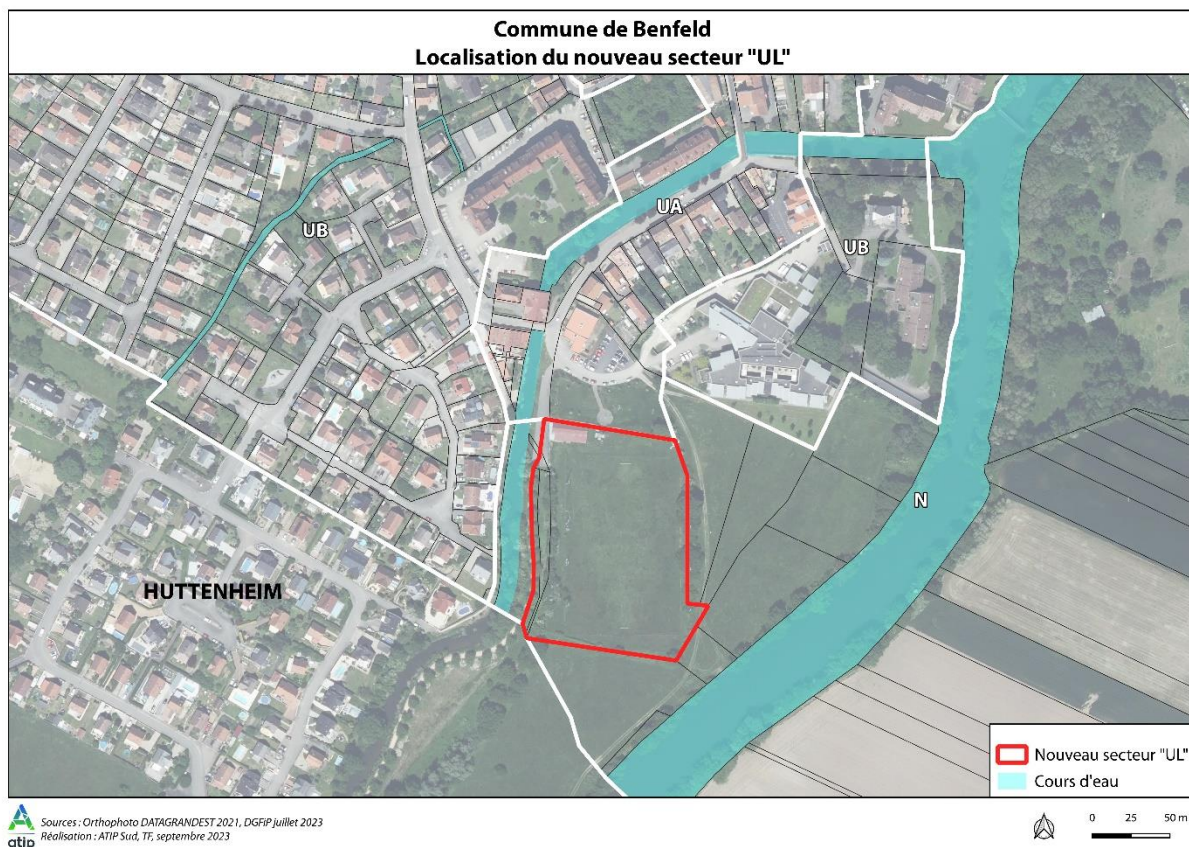 Commune de Benfeld
Localisation du nouveau secteur "UL"
UA
UB
UB
N
HUTTENHEIM
Nouveau secteur "UL"
Cours d'eau
atip
Sources : Orthophoto DATAGRANDEST 2021, DGFiP juillet 2023
Réalisation : ATIP Sud, TF, septembre 2023
0 25 50 m